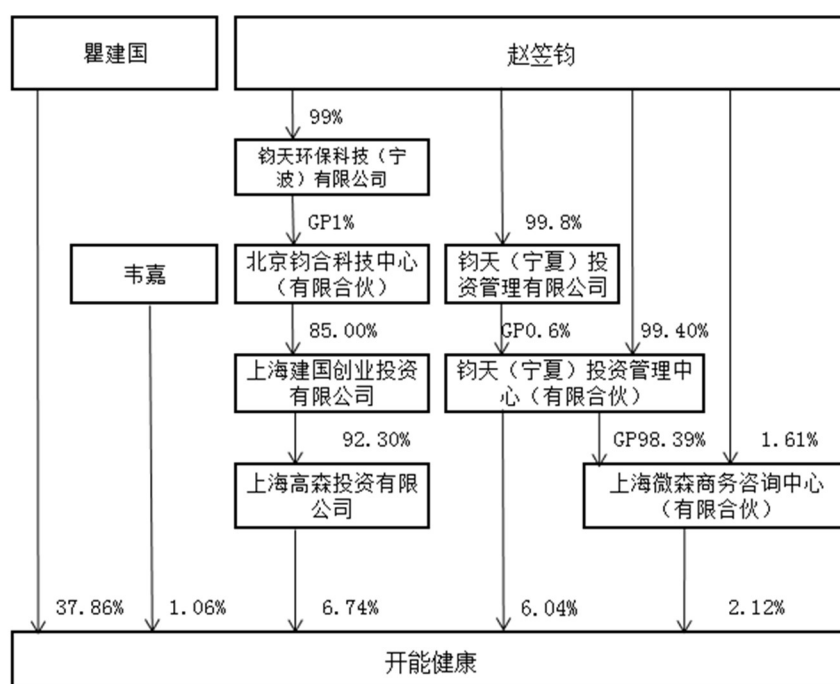 瞿建国
赵笠钧
99%
钧天环保科技（宁
波）有限公司
GP1%
99.8%
韦嘉
北京钧合科技中心
（有限合伙）
钧天（宁夏）投
资管理有限公司
85.00%
GP0.6%
99.40%
上海建国创业投资
有限公司
钧天（宁夏）投资管理中
心（有限合伙）
92.30%
GP98.39%
1.61%
上海高森投资有限
公司
上海微森商务咨询中心
（有限合伙）
37.86%
1.06%
6.74%
6.04%
2.12%
开能健康